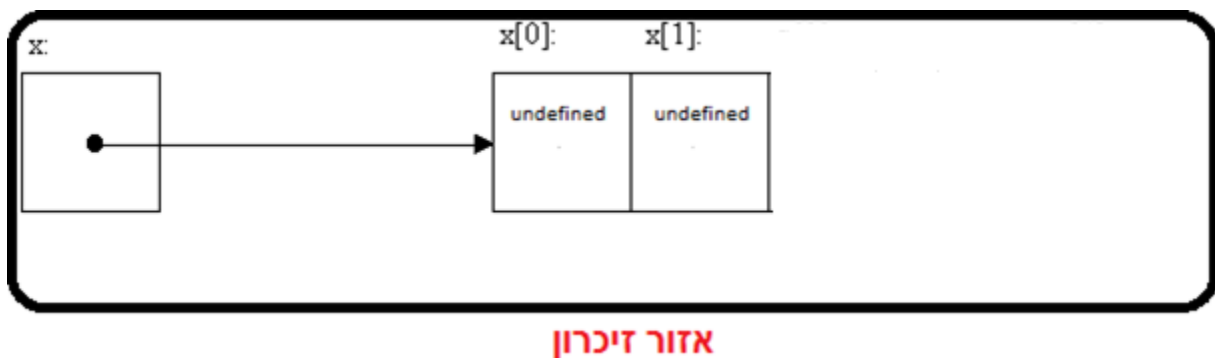 x: x[0]: x[1]:
undefined undefined
אזור זיכרון